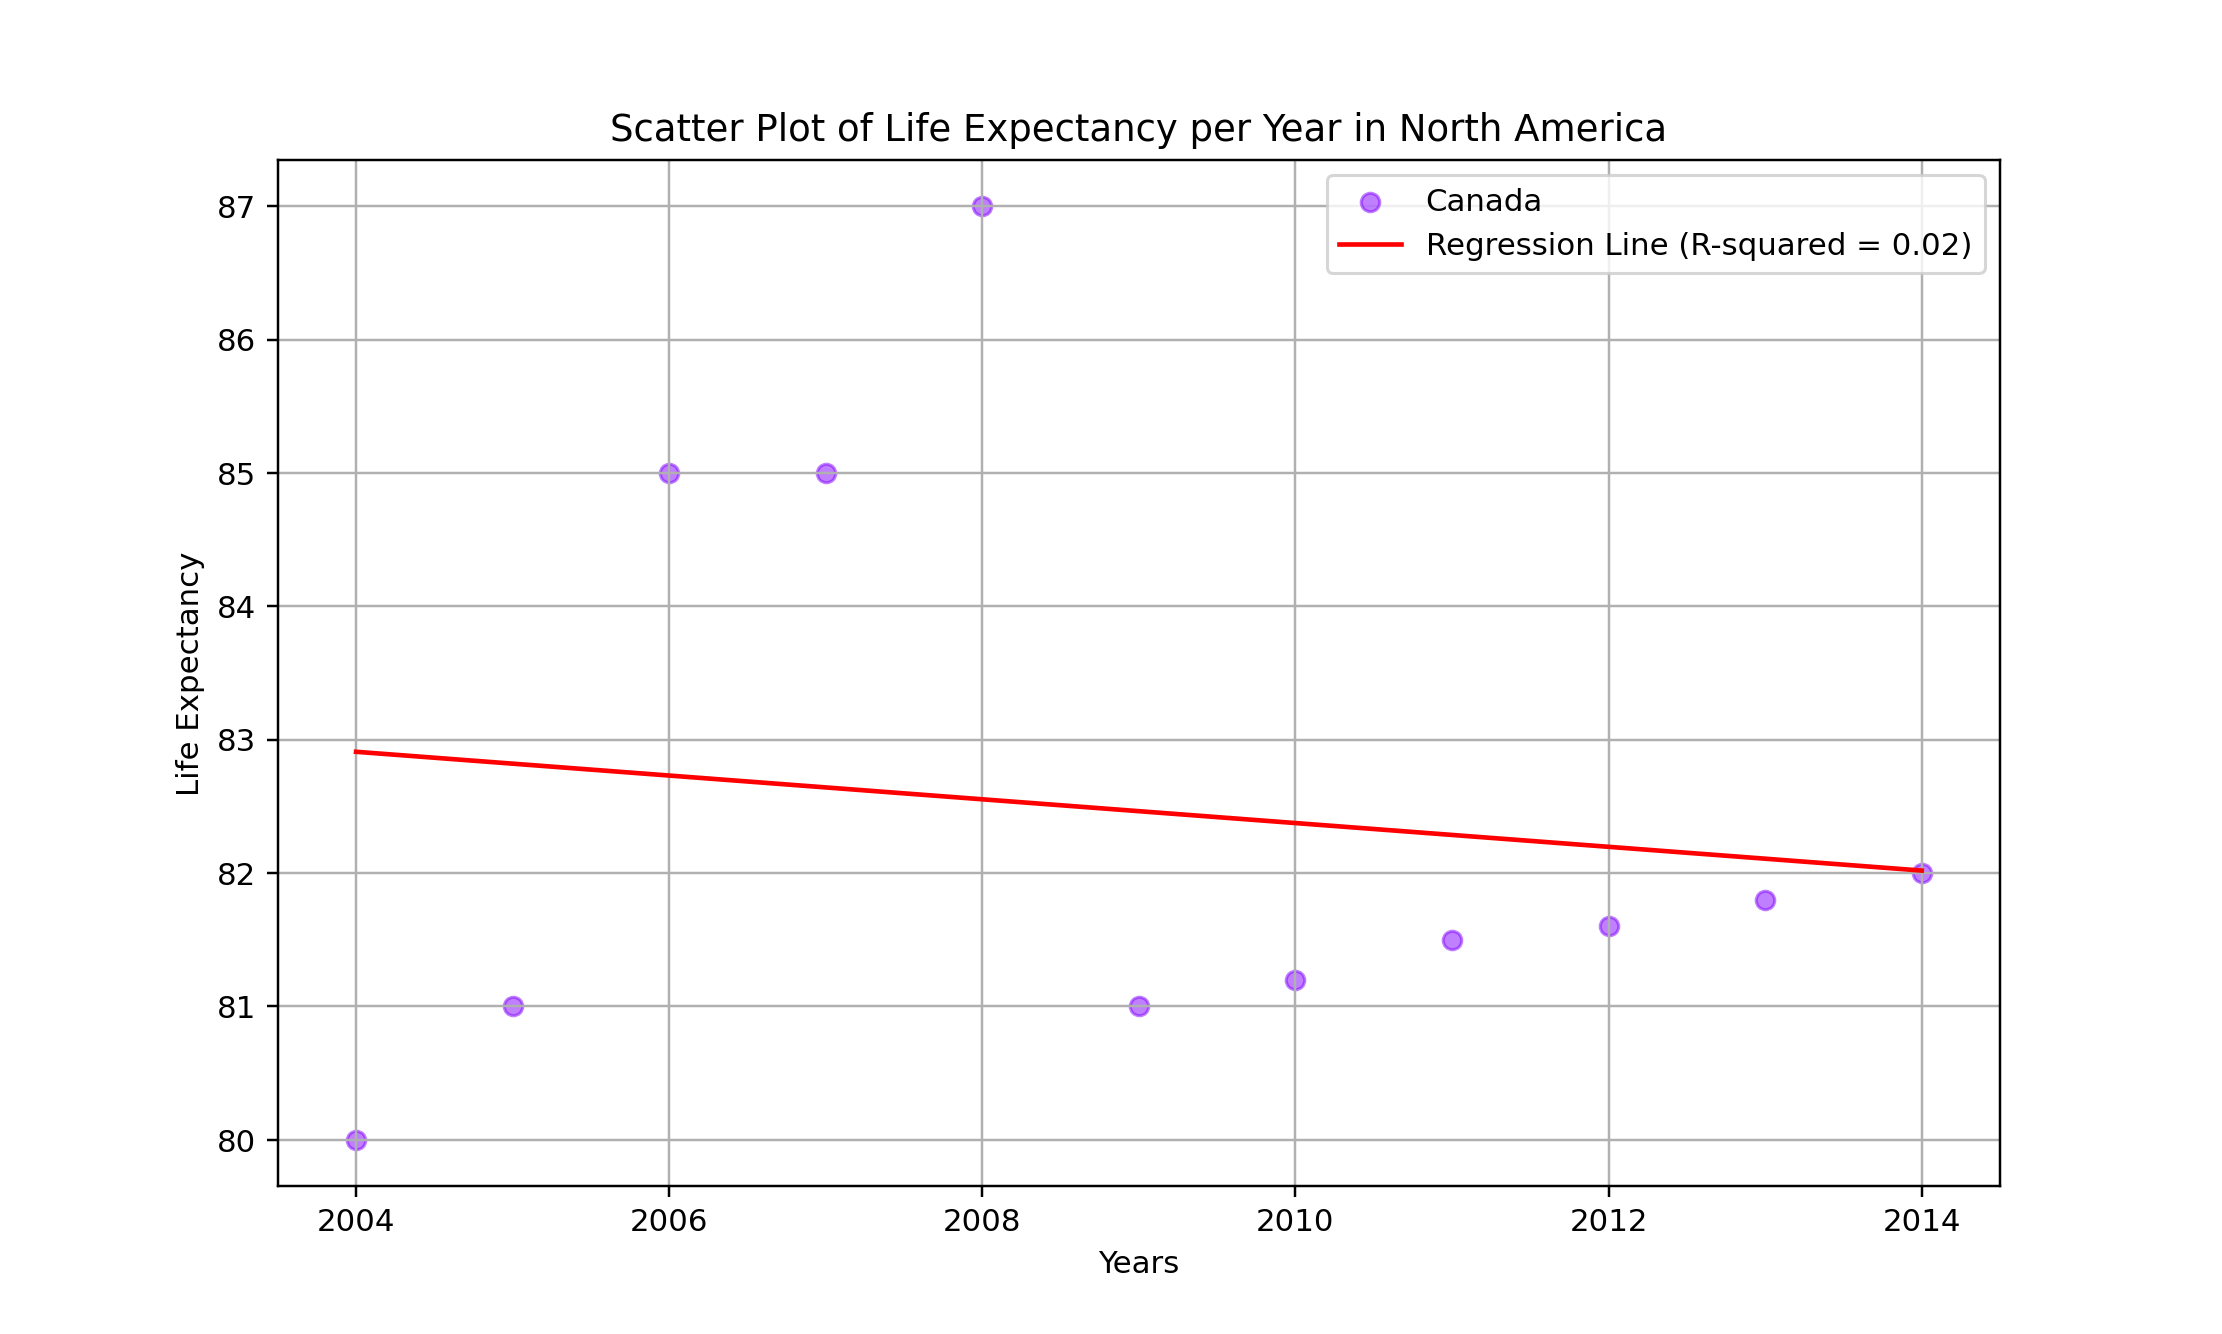 Scatter Plot of Life Expectancy per Year in North America
Canada
Regression Line (R-squared = 0.02)
Life Expectancy
87
86
85
84
83
82
81
80
2004 2006 2008 2010 2012 2014
Years